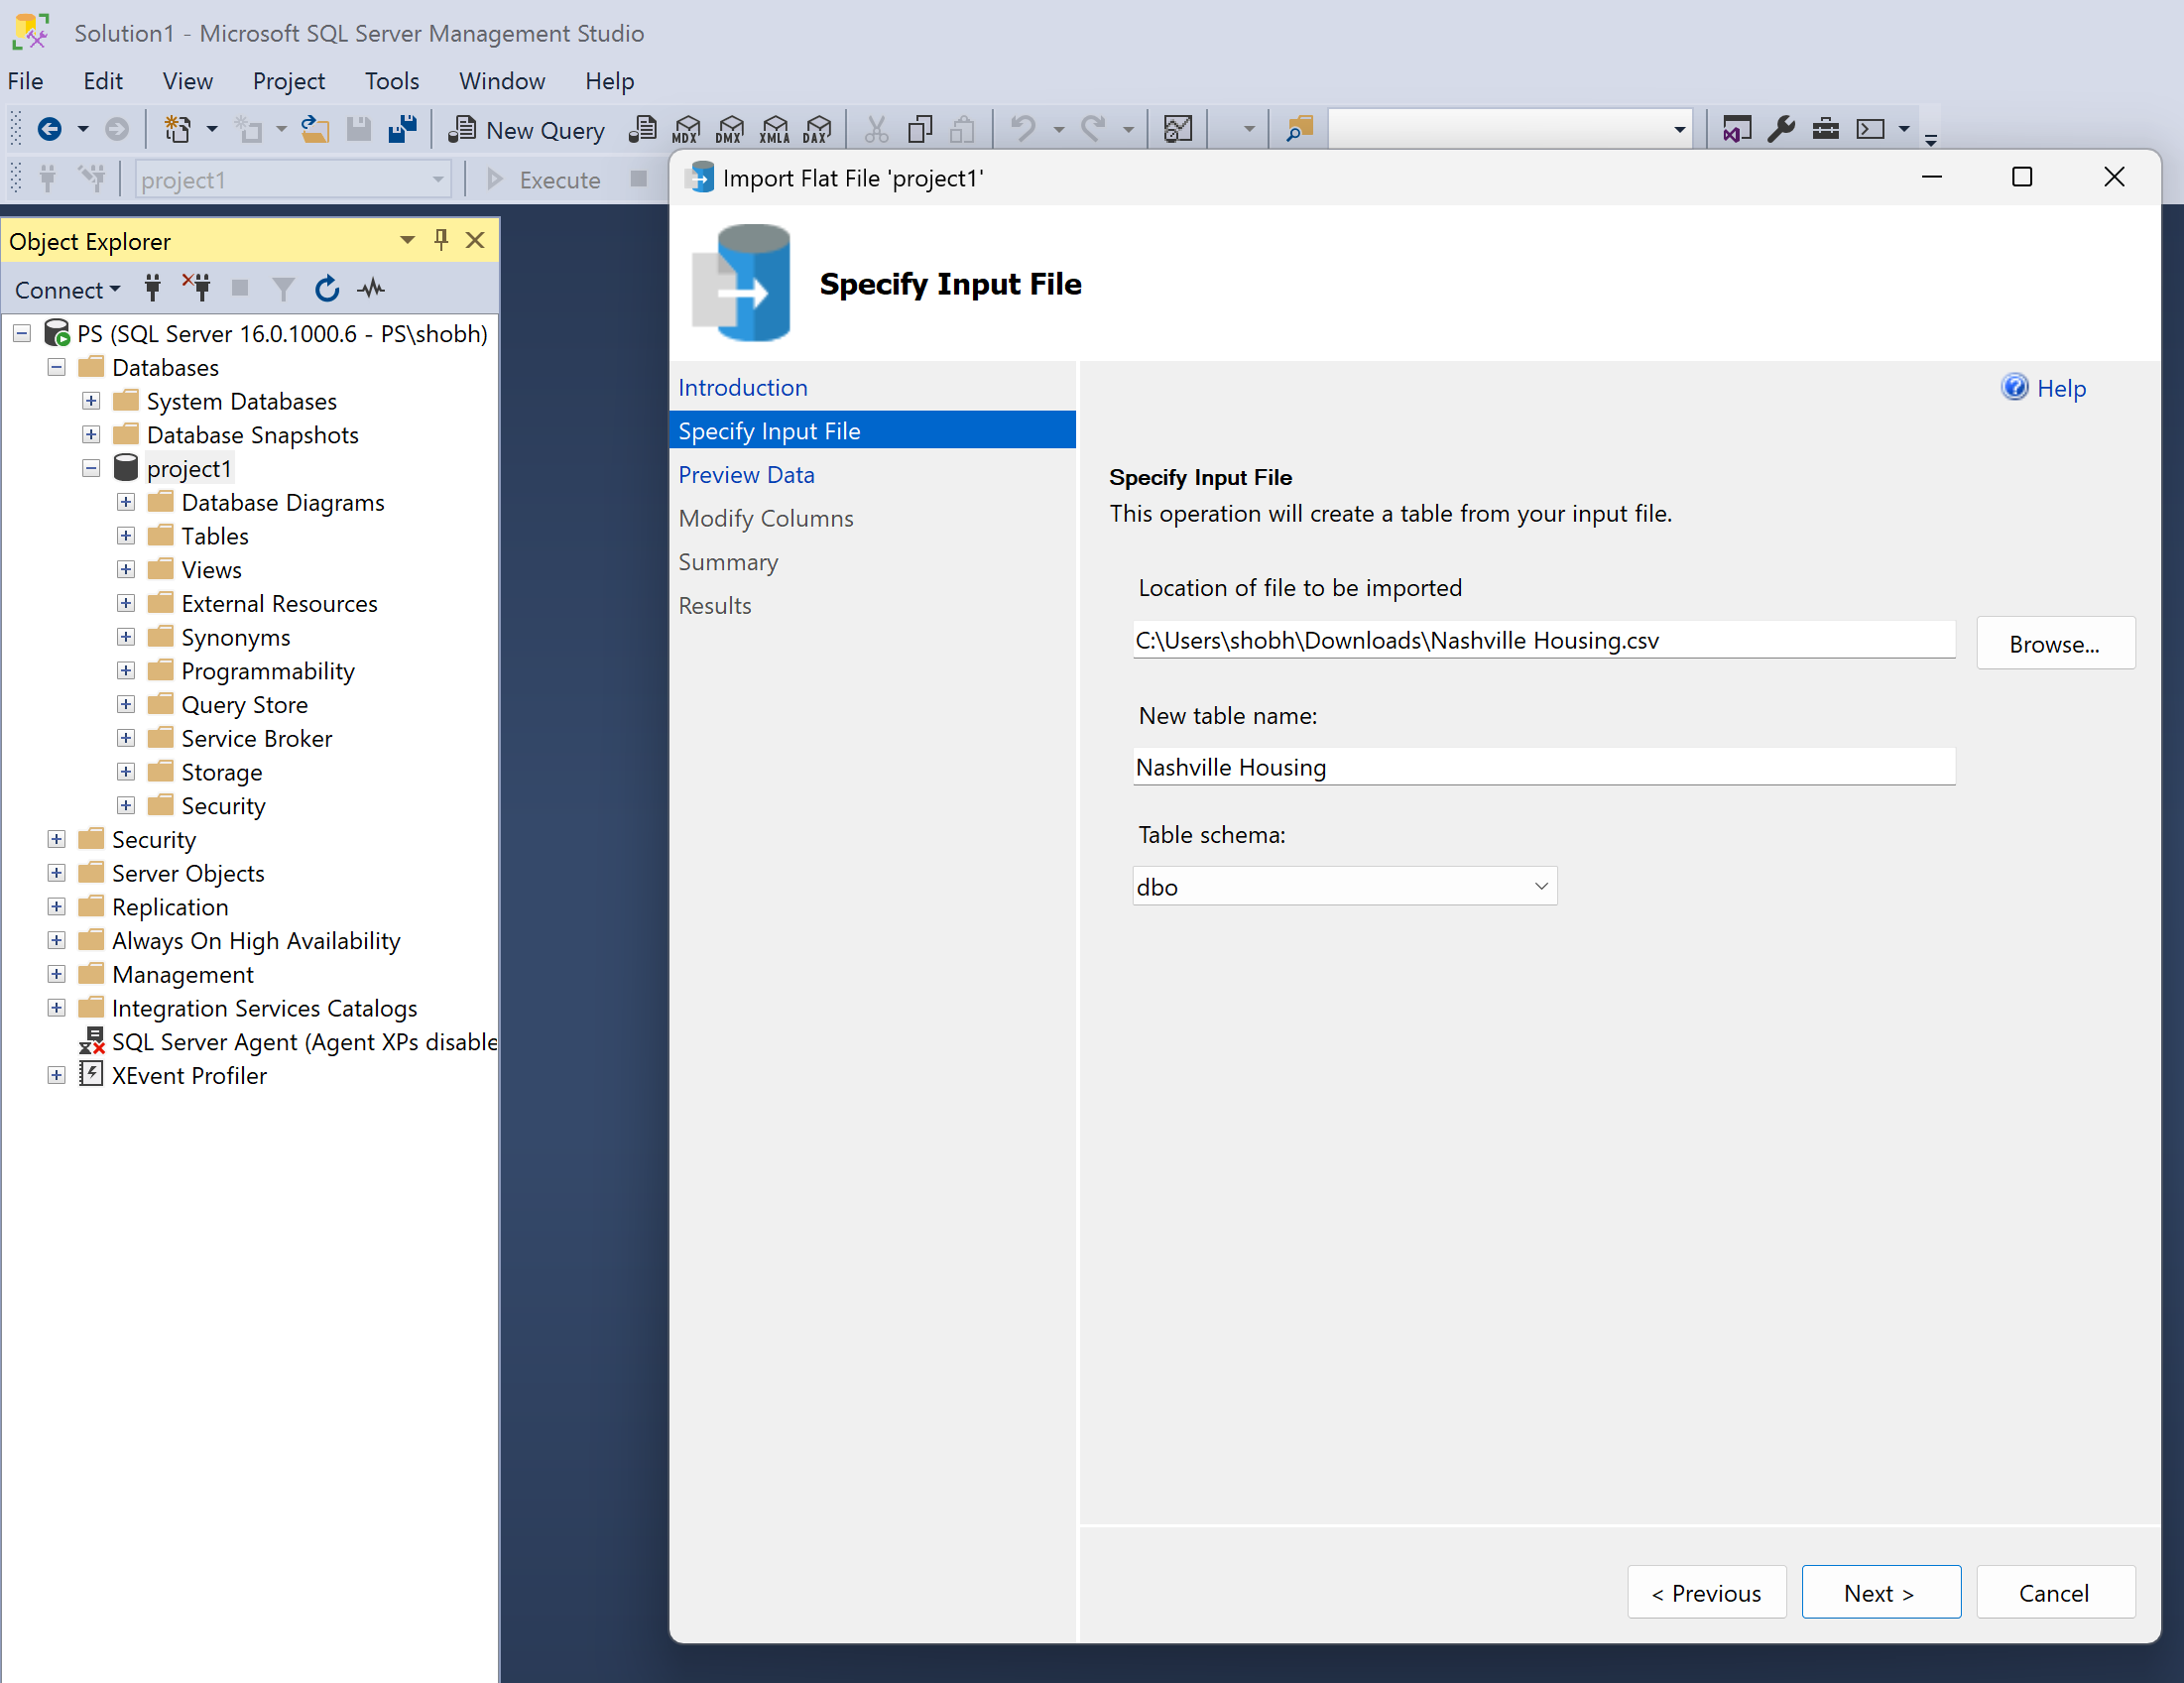 Solution1 - Microsoft SQL Server Management Studio
File Edit View Project Tools Window Help
New Query MDX DMX XMLA DAX
project1 Execute
Object Explorer
Connect
PS (SQL Server 16.0.1000.6 - PS\shobh)
Databases
System Databases
Database Snapshots
project1
Database Diagrams
Tables
Views
External Resources
Synonyms
Programmability
Query Store
Service Broker
Storage
Security
Security
Server Objects
Replication
Always On High Availability
Management
Integration Services Catalogs
SQL Server Agent (Agent XPs disable
XEvent Profiler
Import Flat File 'project1'
Specify Input File
Introduction
Specify Input File
Preview Data
Modify Columns
Summary
Results
Help
Specify Input File
This operation will create a table from your input file.
Location of file to be imported
C:\Users\shobh\Downloads\Nashville Housing.csv
Browse...
New table name:
Nashville Housing
Table schema:
dbo
< Previous Next > Cancel